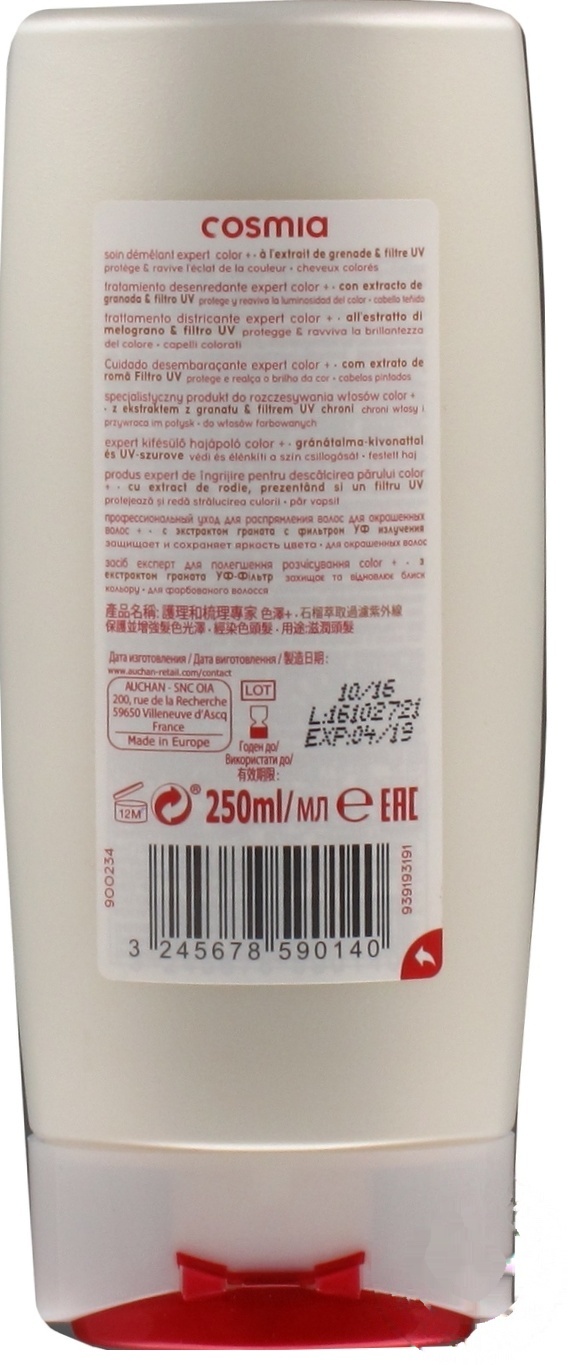 cosmia
soin démêlant expert color + · à l'extrait de grenade & filtre UV
protège & ravive l'éclat de la couleur · cheveux colorés
tratamiento desenredante expert color + · con extracto de
granada & filtro UV protege y reaviva la luminosidad del color · cabello teñido
trattamento districante expert color + · all'estratto di
melograno & filtro UV protegge & ravviva la brillantezza
del colore · capelli colorati
Cuidado desembaraçante expert color + · com extrato de
romã Filtro UV protege e realça o brilho da cor · cabelos pintados
specjalistyczny produkt do rozczesywania włosów color +
· z ekstraktem z granatu & filtrem UV chroni chroni włosy i
przywraca im połysk · do włosów farbowanych
expert kifésülő hajápoló color + · gránátalma-kivonattal
és UV-szurove védi és élénkíti a szín csillogását · festett haj
produs expert de îngrijire pentru descâlcirea părului color
+ · cu extract de rodie, prezentând si un filtru UV
protejează și redă strălucirea culorii · păr vopsit
профессиональный уход для распрямления волос для окрашенных
волос + · с экстрактом граната с фильтром УФ излучения
защищает и сохраняет яркость цвета · для окрашенных волос
засіб експерт для полегшення розчісування color + · з
екстрактом граната УФ-Фільтр захищає та відновлює блиск
кольору · для фарбованого волосся
產品名稱: 護理和梳理專家 色澤+ · 石榴萃取過濾紫外線
保護並增強髮色光澤 · 經染色頭髮 · 用途:滋潤頭髮
Дата изготовления / Дата виготовлення / 製造日期 :
www.auchan-retail.com/contact
AUCHAN - SNC OIA
200, rue de la Recherche
59650 Villeneuve d'Ascq
France
Made in Europe
LOT
Годен до/
Використати до/
有效期限 :
10/16
L:16102721
EXP:04/19
12M
250ml/мл e EAC
900234
939193191
3 245678 590140